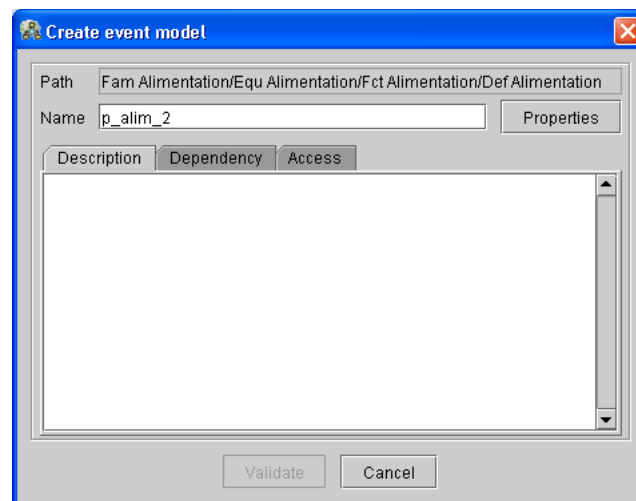 Create event model
Path Fam Alimentation/Equ Alimentation/Fct Alimentation/Def Alimentation
Name p_alim_2 Properties
Description Dependency Access
Validate Cancel